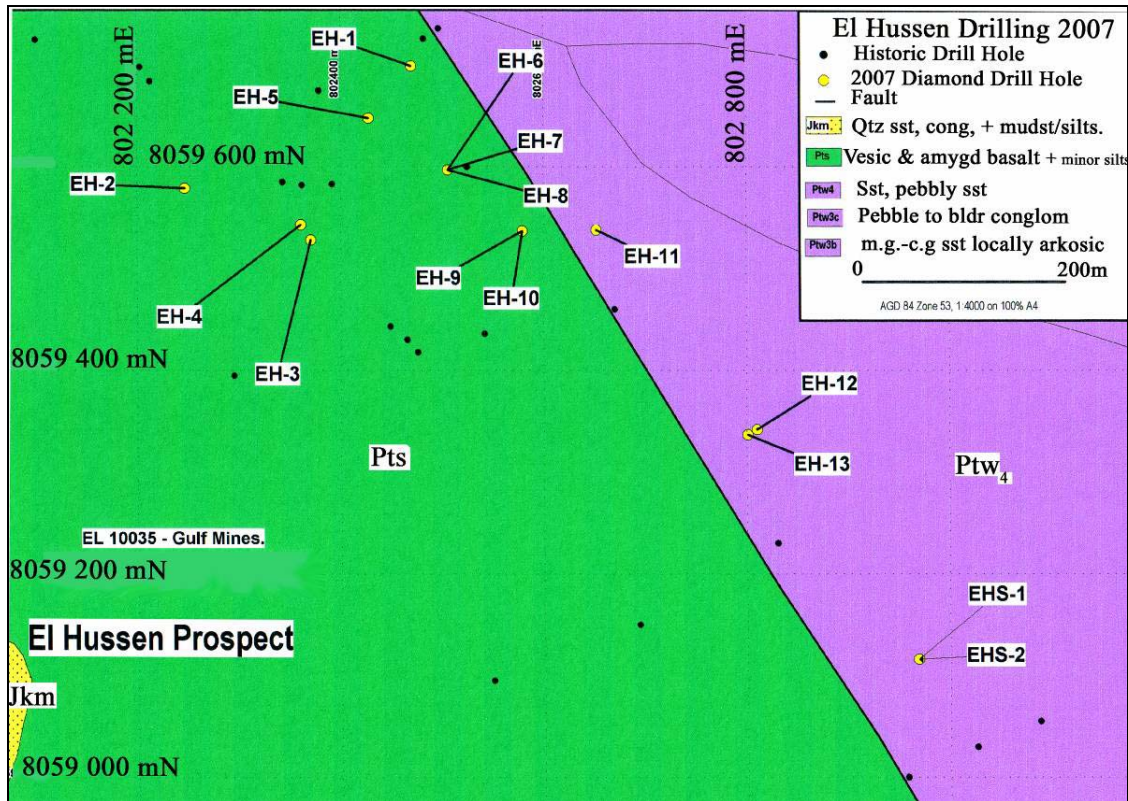 El Hussen Drilling 2007
Historic Drill Hole
2007 Diamond Drill Hole
Fault
Jkm Qtz sst, cong, + mudst/silts.
Pts Vesic & amygd basalt + minor silts
Ptw4 Sst, pebbly sst
Ptw3c Pebble to bldr conglom
Ptw3b m.g.-c.g sst locally arkosic
0 200m
AGD 84 Zone 53, 1:4000 on 100% A4
802 200 mE
802400 m
8026 mE
802 800 mE
EH-1
EH-6
EH-5
EH-7
8059 600 mN
EH-2
EH-8
EH-11
EH-9
EH-10
EH-4
8059 400 mN
EH-3
EH-12
EH-13
Pts
Ptw4
EL 10035 - Gulf Mines.
8059 200 mN
EHS-1
El Hussen Prospect
EHS-2
Jkm
8059 000 mN